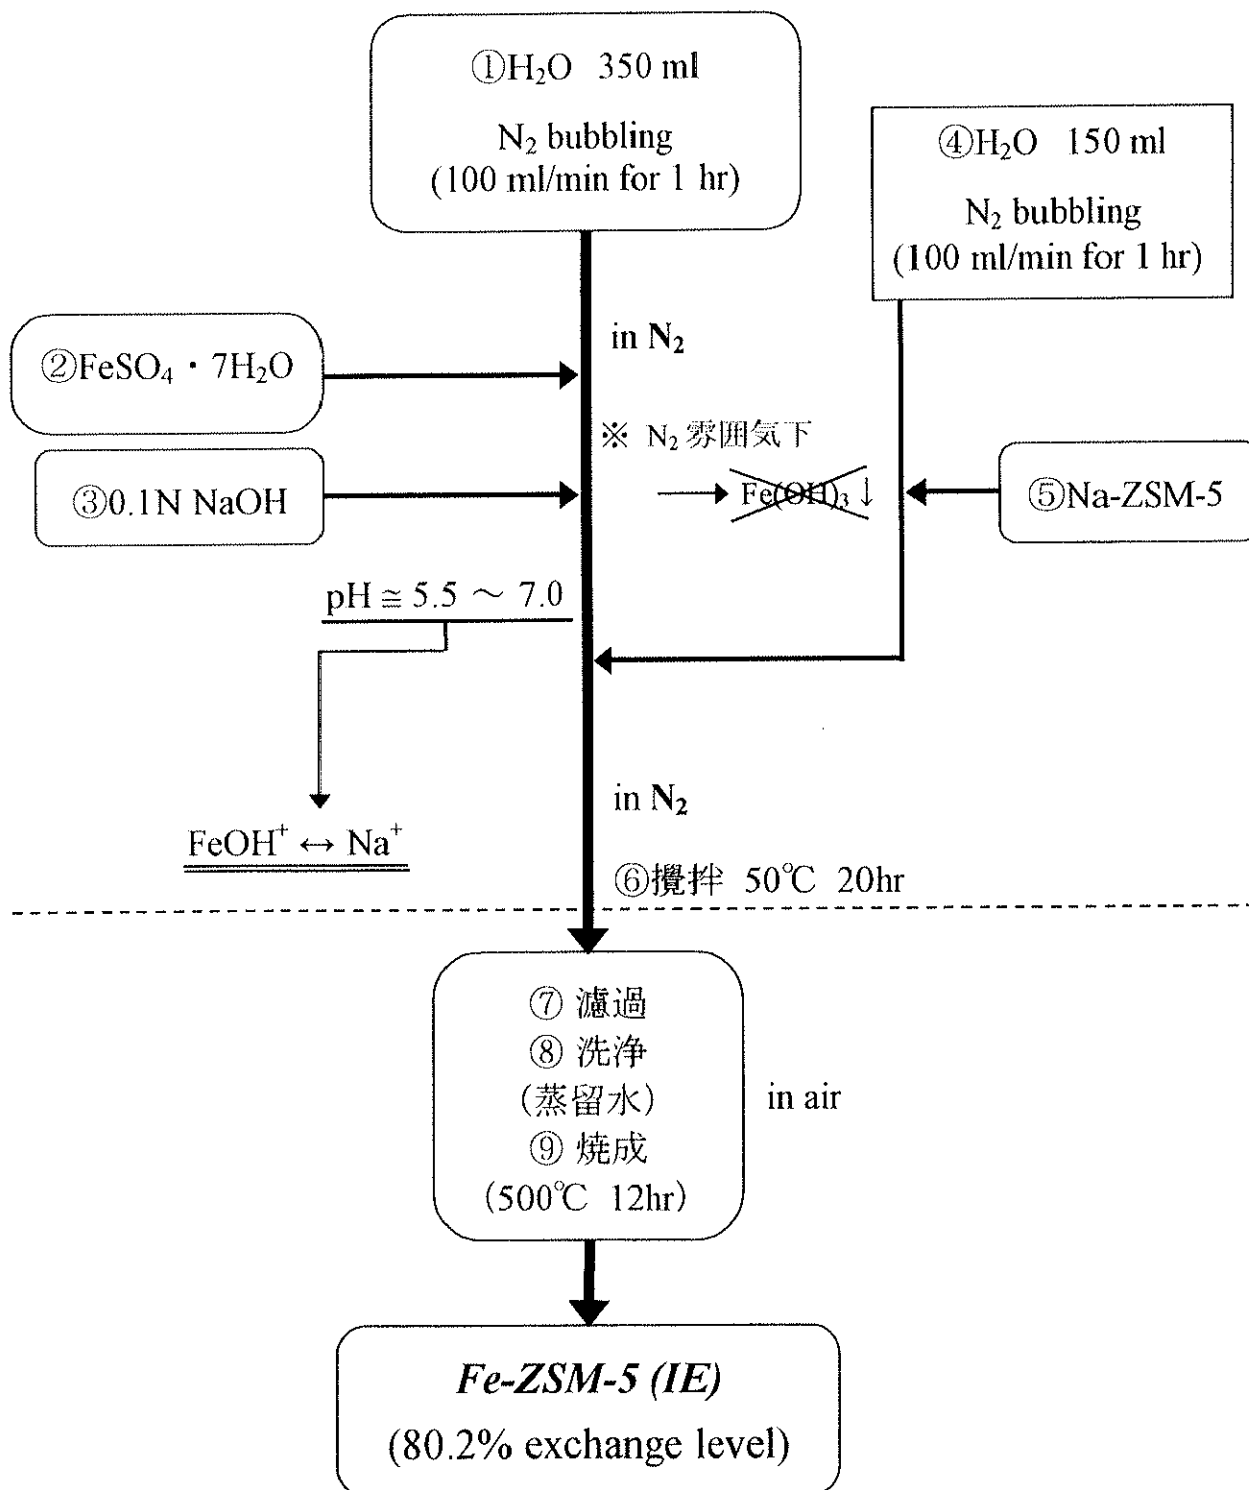 ①H₂O 350 ml
N₂ bubbling
(100 ml/min for 1 hr)
④H₂O 150 ml
N₂ bubbling
(100 ml/min for 1 hr)
in N₂
②FeSO₄・7H₂O
※ N₂ 雰囲気下
③0.1N NaOH
Fe(OH)₃↓
⑤Na-ZSM-5
pH ≅ 5.5 ～ 7.0
in N₂
FeOH⁺ ↔ Na⁺
⑥攪拌 50℃ 20hr
⑦ 濾過
⑧ 洗浄
(蒸留水)
in air
⑨ 焼成
(500℃ 12hr)
Fe-ZSM-5 (IE)
(80.2% exchange level)